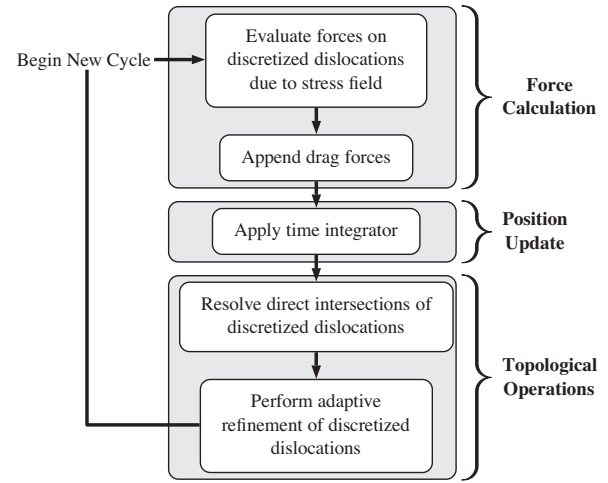 Begin New Cycle
Evaluate forces on
discretized dislocations
due to stress field
Append drag forces
Force
Calculation
Apply time integrator
Position
Update
Resolve direct intersections of
discretized dislocations
Perform adaptive
refinement of discretized
dislocations
Topological
Operations